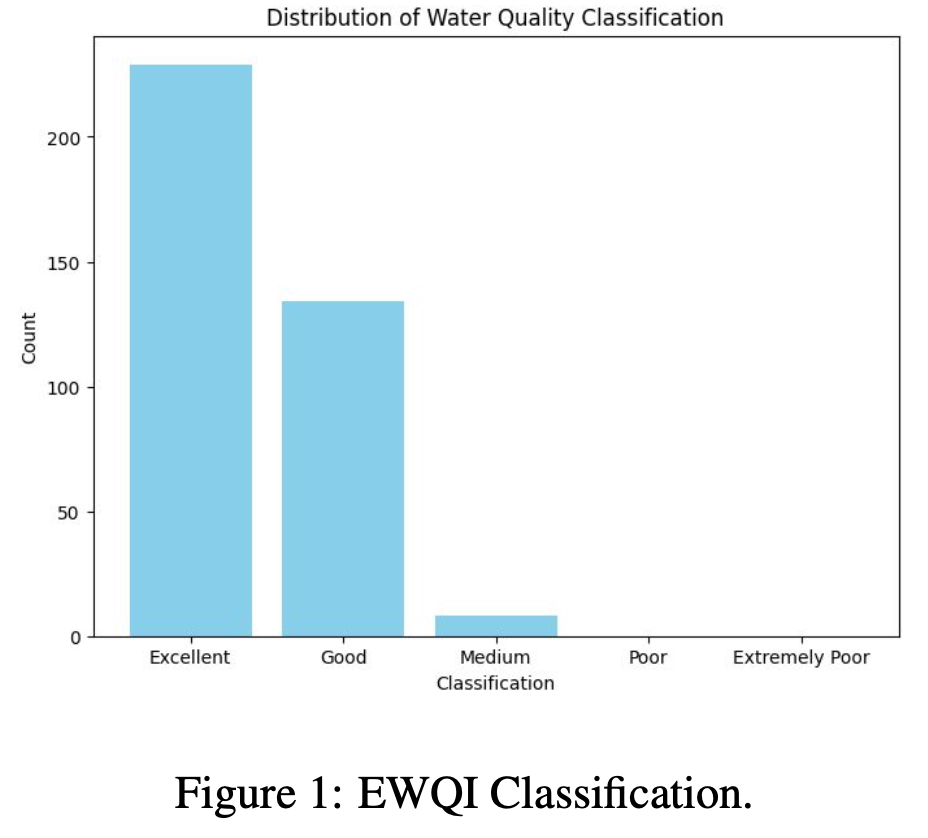 Distribution of Water Quality Classification
200
150
100
50
0
Count
Excellent Good Medium Poor Extremely Poor
Classification
Figure 1: EWQI Classification.